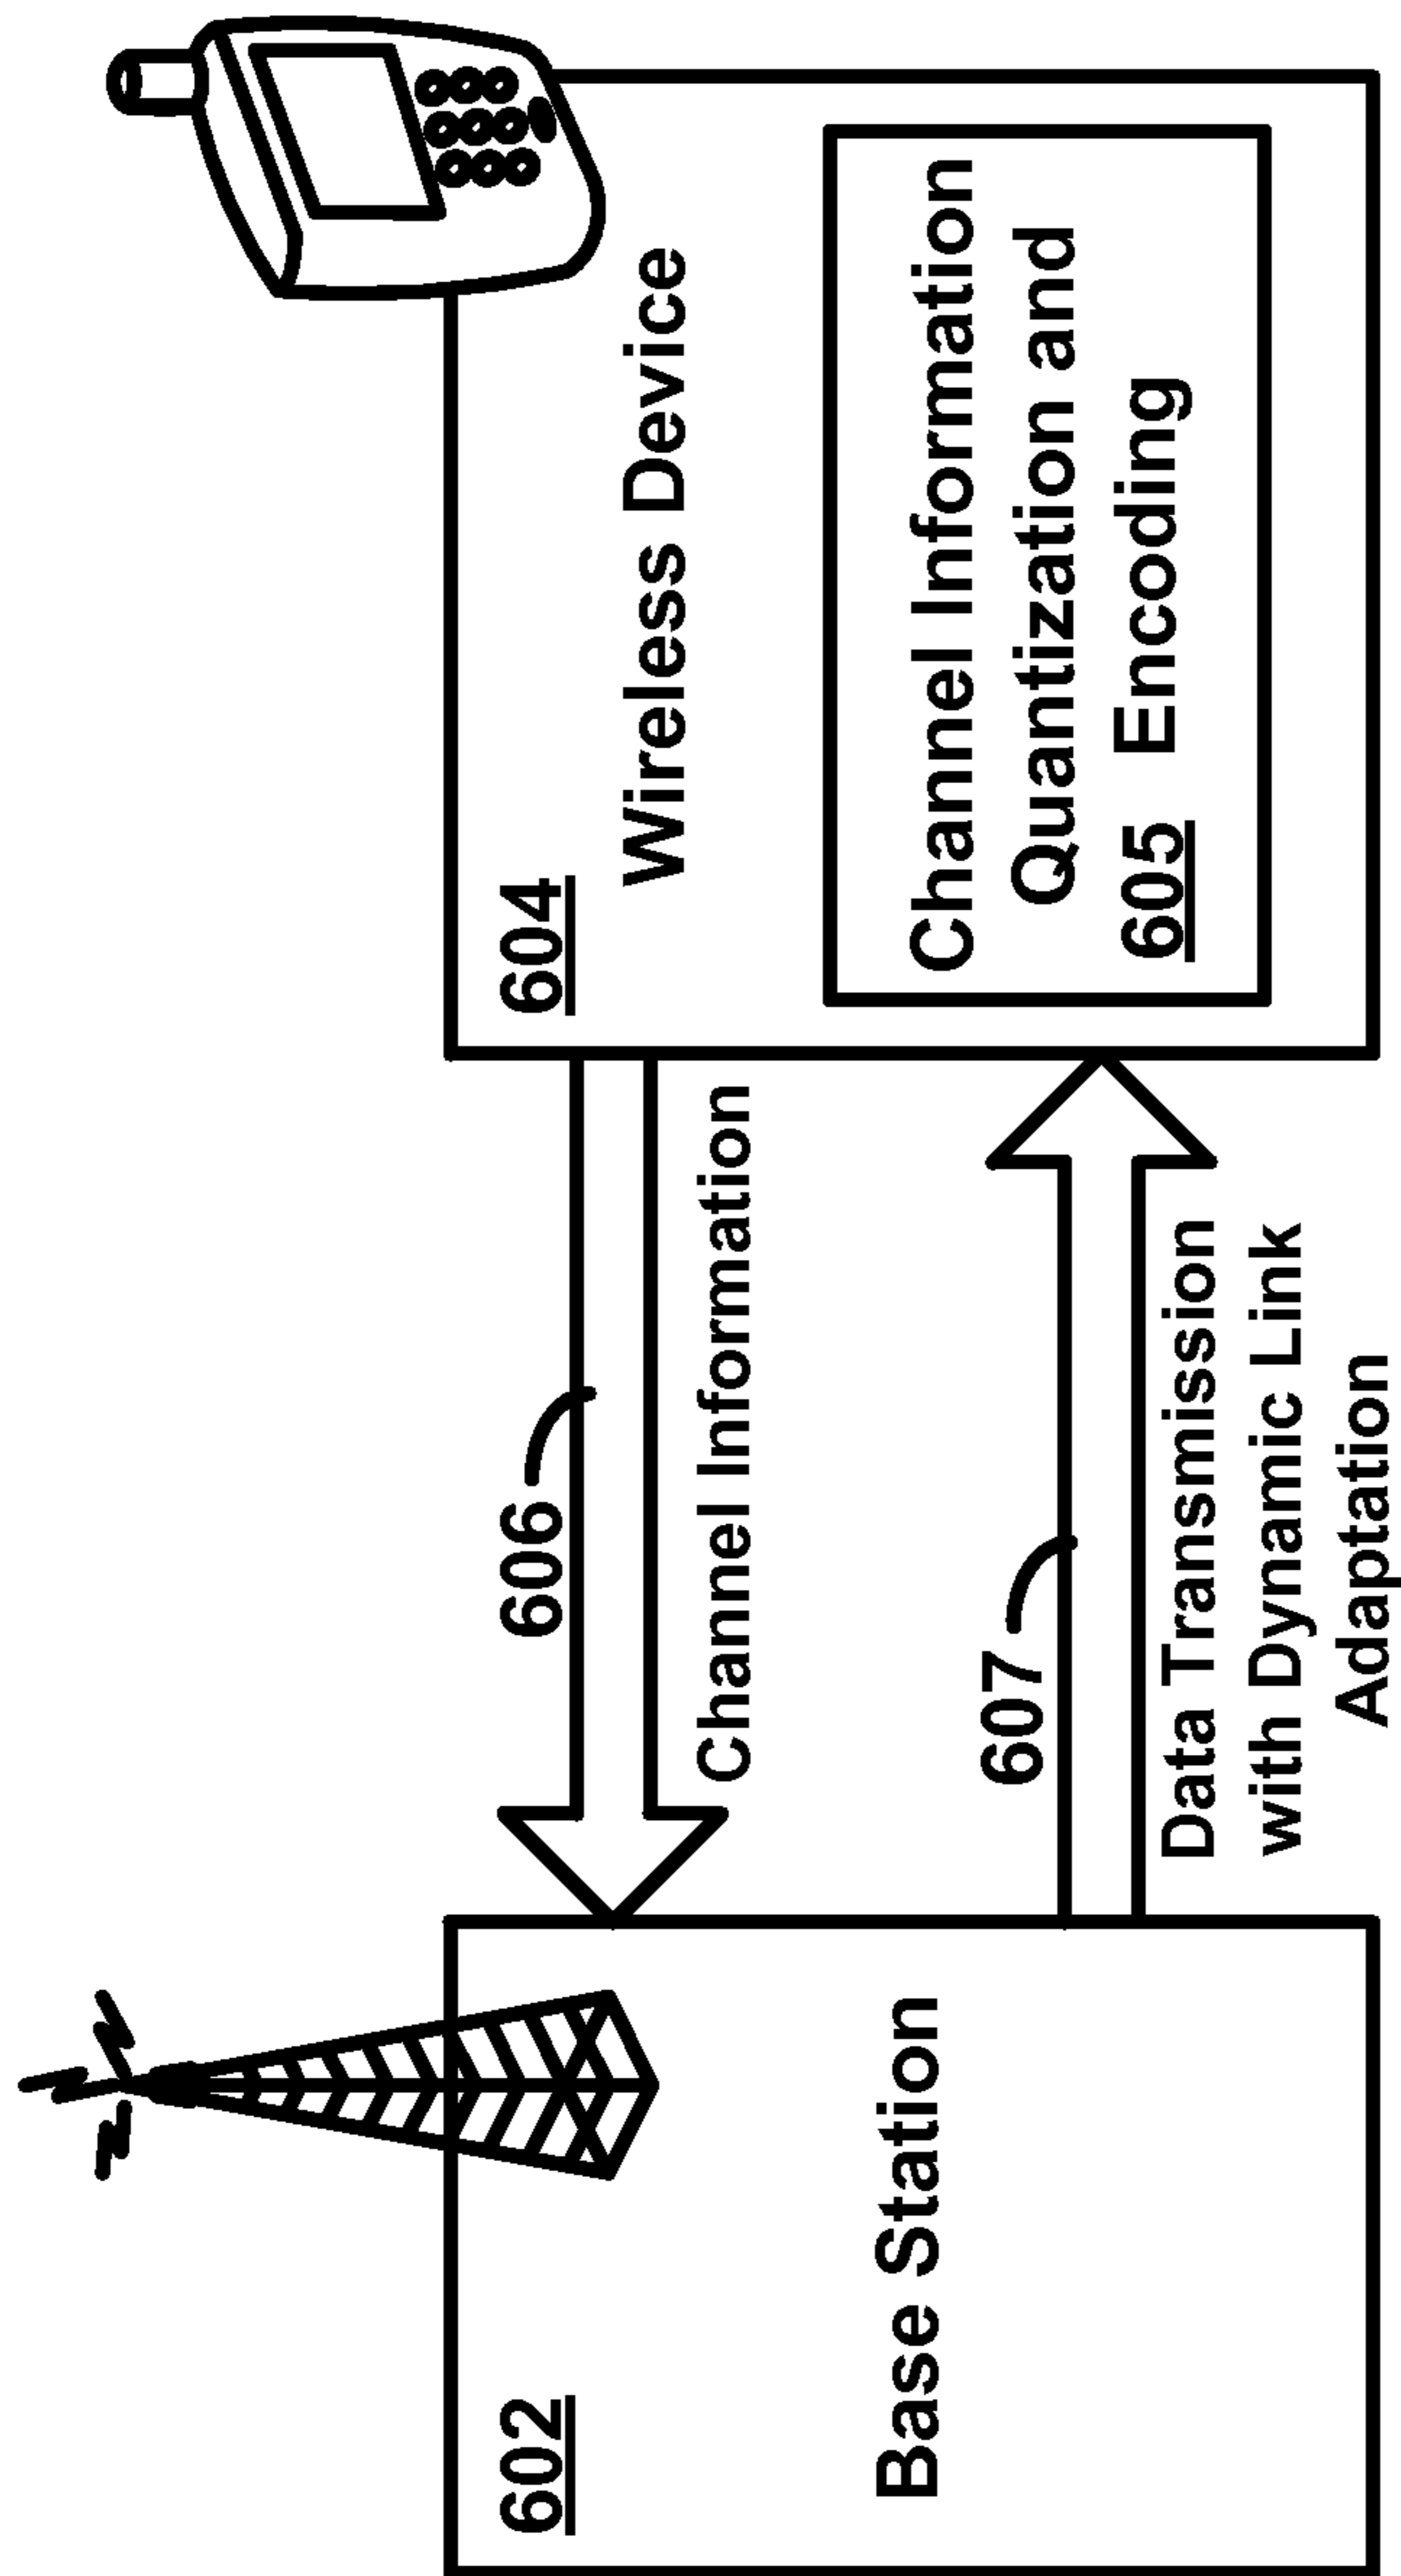 602
Base Station
606
Channel Information
607
Data Transmission
with Dynamic Link
Adaptation
604
Wireless Device
Channel Information
Quantization and
605 Encoding